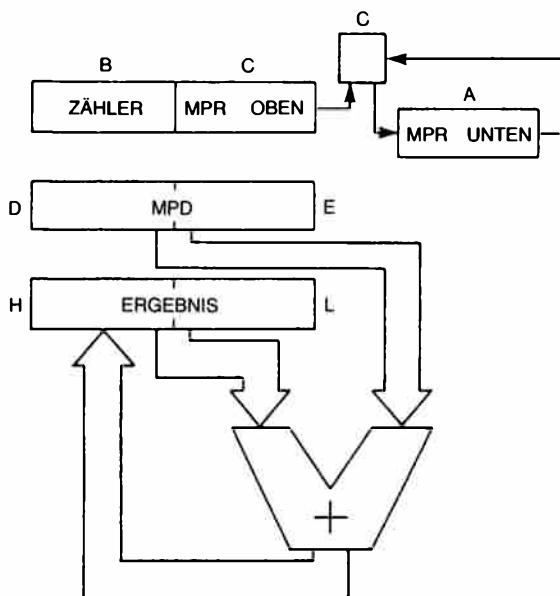 C
B C
ZÄHLER MPR OBEN
A
MPR UNTEN
D MPD E
H ERGEBNIS L
+